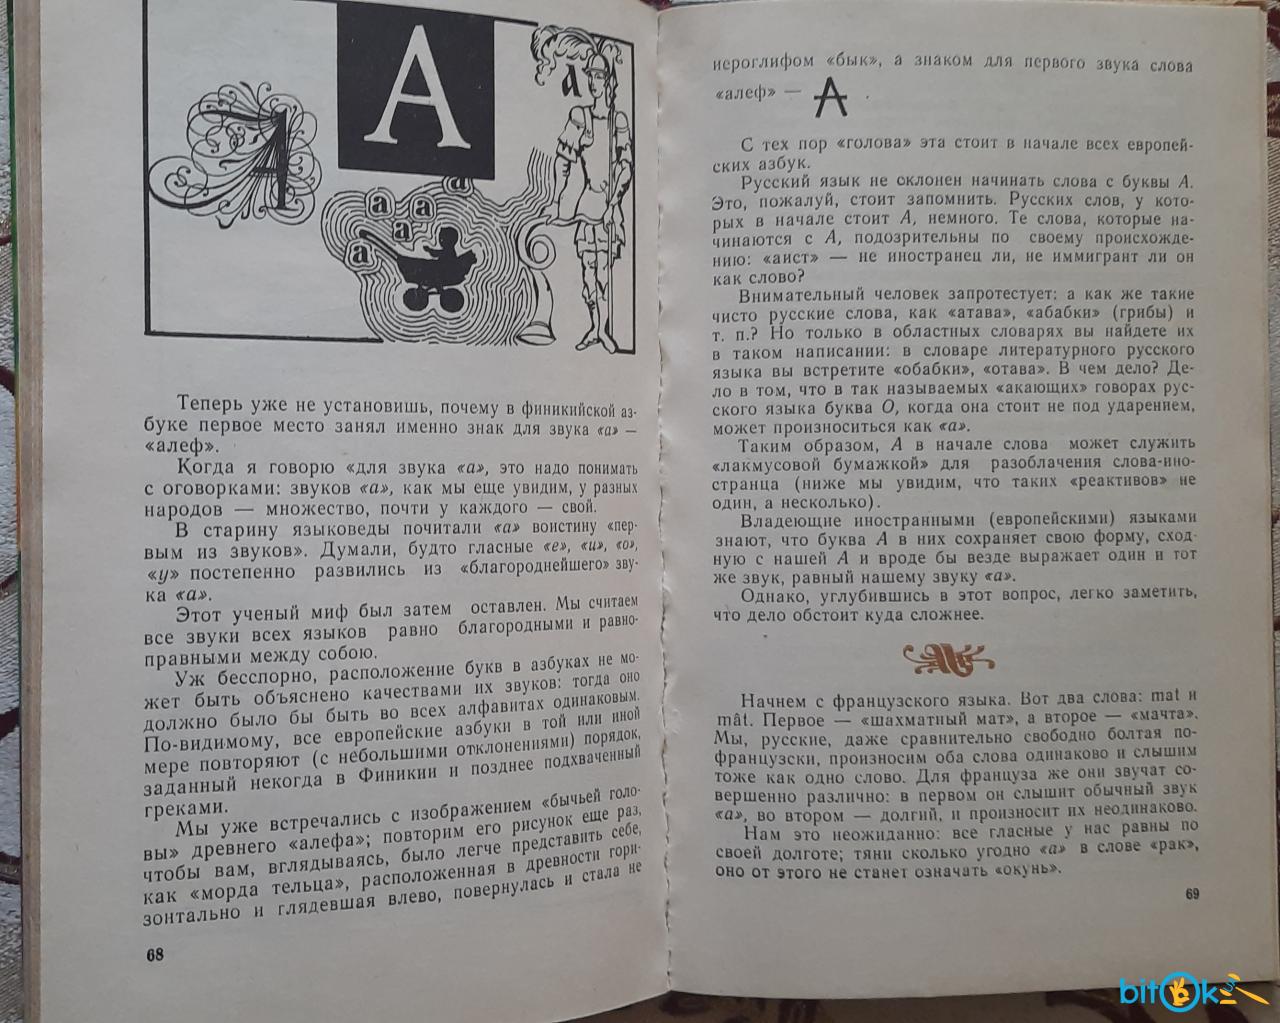 А
А
а
а
а
а
а
а
Теперь уже не установишь, почему в финикийской аз-
буке первое место занял именно знак для звука «а» —
«алеф».
Когда я говорю «для звука «а», это надо понимать
с оговорками: звуков «а», как мы еще увидим, у разных
народов — множество, почти у каждого — свой.
В старину языковеды почитали «а» воистину «пер-
вым из звуков». Думали, будто гласные «е», «и», «о»,
«у» постепенно развились из «благороднейшего» зву-
ка «а».
Этот ученый миф был затем оставлен. Мы считаем
все звуки всех языков равно благородными и равно-
правными между собою.
Уж бесспорно, расположение букв в азбуках не мо-
жет быть объяснено качествами их звуков: тогда оно
должно было бы быть во всех алфавитах одинаковым.
По-видимому, все европейские азбуки в той или иной
мере повторяют (с небольшими отклонениями) порядок,
заданный некогда в Финикии и позднее подхваченный
греками.
Мы уже встречались с изображением «бычьей голо-
вы» древнего «алефа»; повторим его рисунок еще раз,
чтобы вам, вглядываясь, было легче представить себе,
как «морда тельца», расположенная в древности гори-
зонтально и глядевшая влево, повернулась и стала не
68
иероглифом «бык», а знаком для первого звука слова
«алеф» — А .
С тех пор «голова» эта стоит в начале всех европей-
ских азбук.
Русский язык не склонен начинать слова с буквы А.
Это, пожалуй, стоит запомнить. Русских слов, у кото-
рых в начале стоит А, немного. Те слова, которые на-
чинаются с А, подозрительны по своему происхожде-
нию: «аист» — не иностранец ли, не иммигрант ли он
как слово?
Внимательный человек запротестует: а как же такие
чисто русские слова, как «атава», «абабки» (грибы) и
т. п.? Но только в областных словарях вы найдете их
в таком написании: в словаре литературного русского
языка вы встретите «обабки», «отава». В чем дело? Де-
ло в том, что в так называемых «акающих» говорах рус-
ского языка буква О, когда она стоит не под ударением,
может произноситься как «а».
Таким образом, А в начале слова может служить
«лакмусовой бумажкой» для разоблачения слова-ино-
странца (ниже мы увидим, что таких «реактивов» не
один, а несколько).
Владеющие иностранными (европейскими) языками
знают, что буква А в них сохраняет свою форму, сход-
ную с нашей А и вроде бы везде выражает один и тот
же звук, равный нашему звуку «а».
Однако, углубившись в этот вопрос, легко заметить,
что дело обстоит куда сложнее.
Начнем с французского языка. Вот два слова: mat и
mât. Первое — «шахматный мат», а второе — «мачта».
Мы, русские, даже сравнительно свободно болтая по-
французски, произносим оба слова одинаково и слышим
тоже как одно слово. Для француза же они звучат со-
вершенно различно: в первом он слышит обычный звук
«а», во втором — долгий, и произносит их неодинаково.
Нам это неожиданно: все гласные у нас равны по
своей долготе; тяни сколько угодно «а» в слове «рак»,
оно от этого не станет означать «окунь».
69
bitOk